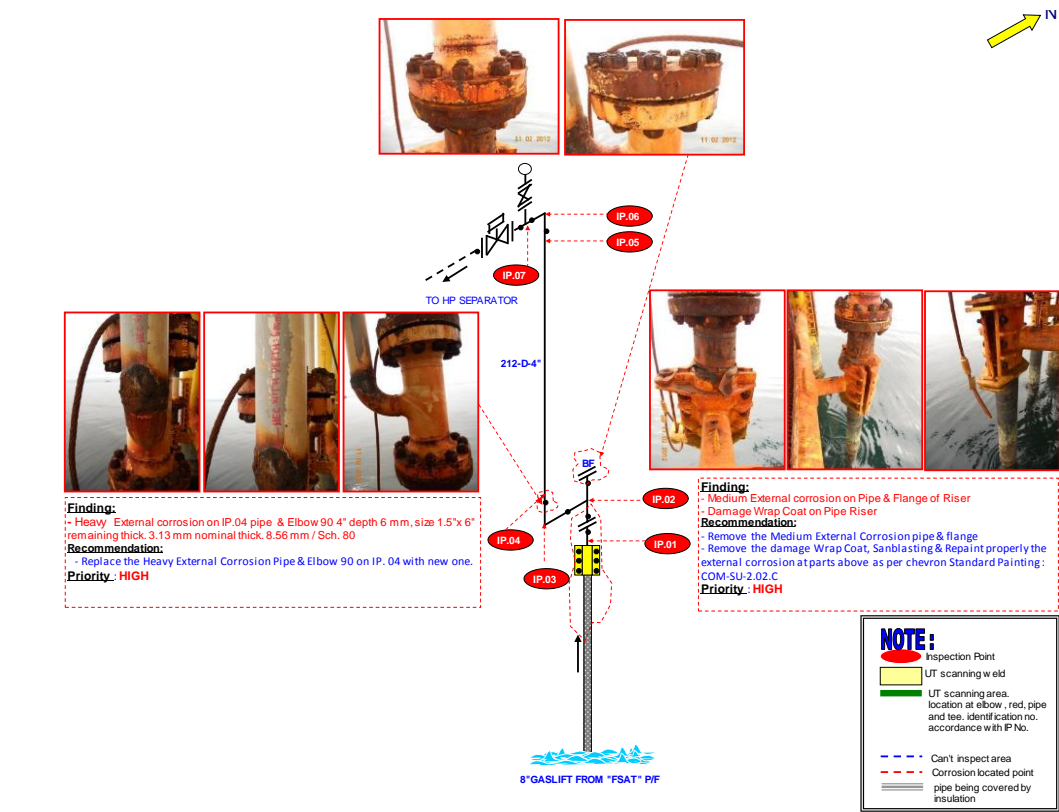 N
11 02 2012
11 02 2012
IP.06
IP.05
IP.07
TO HP SEPARATOR
212-D-4"
BF
IP.02
IP.04
IP.01
IP.03
Finding:
- Heavy External corrosion on IP.04 pipe & Elbow 90 4" depth 6 mm, size 1.5"x 6"
remaining thick. 3.13 mm nominal thick. 8.56 mm / Sch. 80
Recommendation:
- Replace the Heavy External Corrosion Pipe & Elbow 90 on IP. 04 with new one.
Priority : HIGH
Finding:
- Medium External corrosion on Pipe & Flange of Riser
- Damage Wrap Coat on Pipe Riser
Recommendation:
- Remove the Medium External Corrosion pipe & flange
- Remove the damage Wrap Coat, Sanblasting & Repaint properly the
external corrosion at parts above as per chevron Standard Painting :
COM-SU-2.02.C
Priority : HIGH
8"GASLIFT FROM "FSAT" P/F
NOTE :
Inspection Point
UT scanning weld
UT scanning area.
location at elbow , red, pipe
and tee. identification no.
accordance with IP No.
Can't inspect area
Corrosion located point
pipe being covered by
insulation